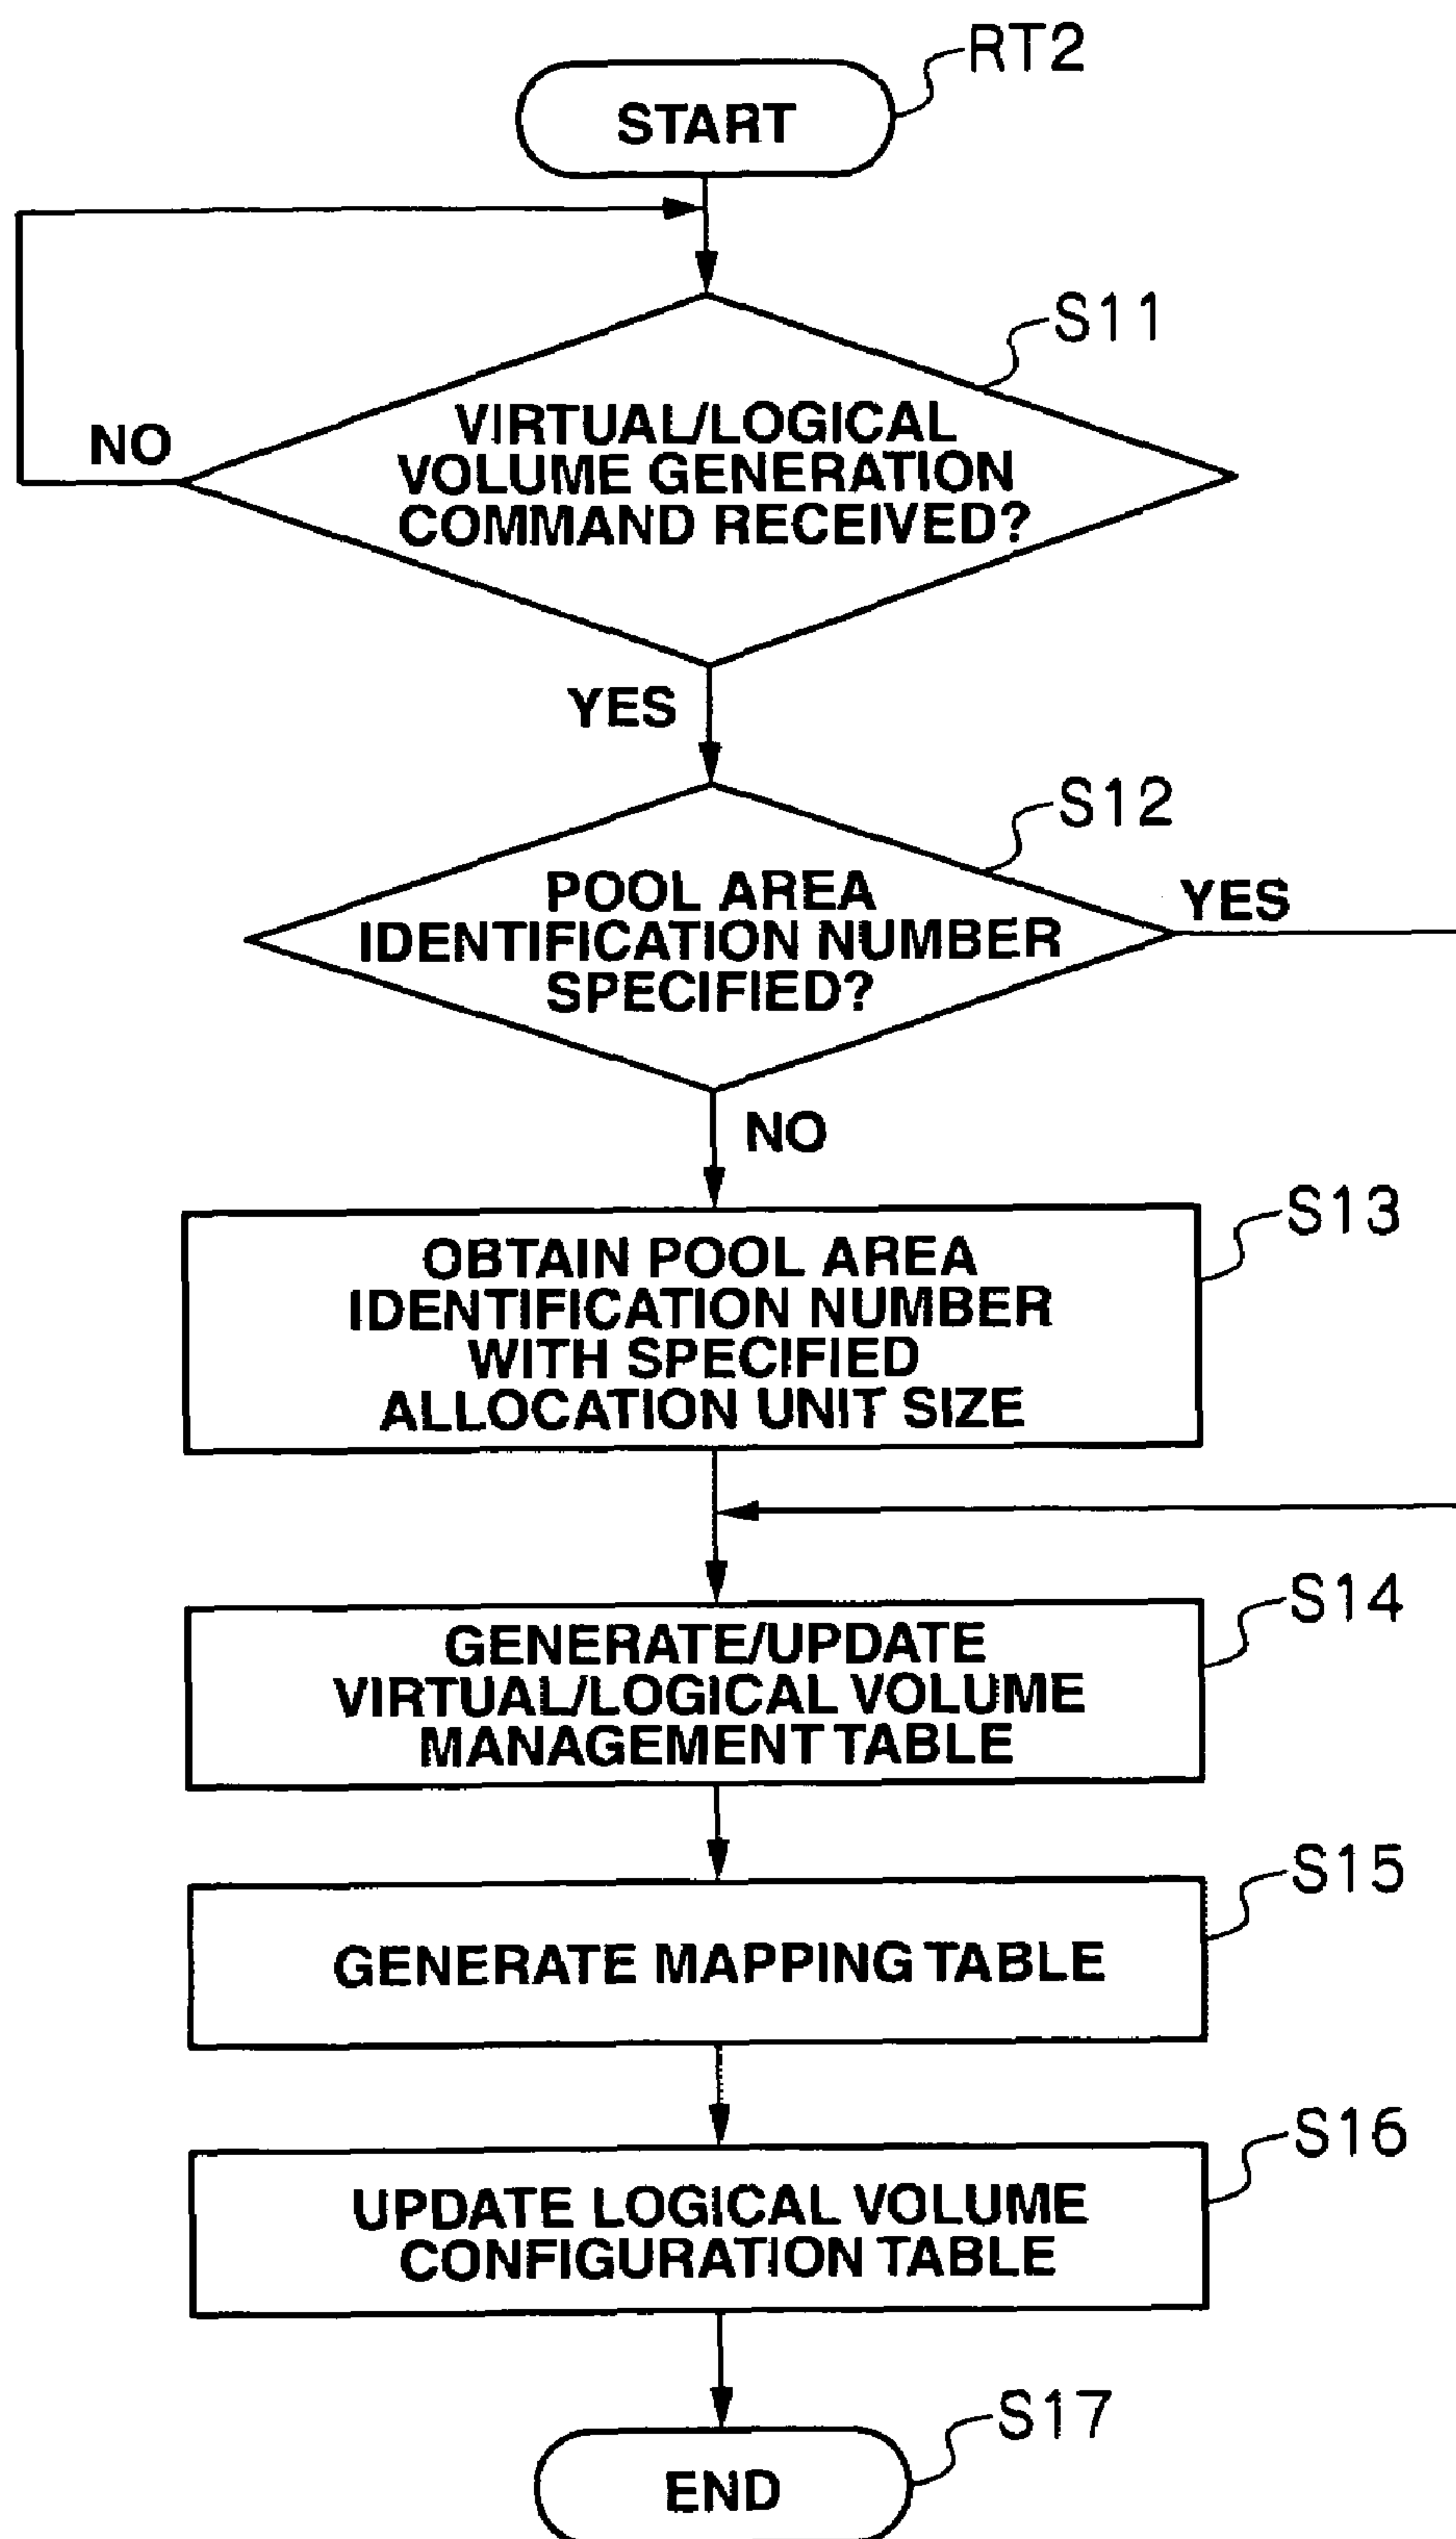 RT2
START
S11
VIRTUAL/LOGICAL
VOLUME GENERATION
COMMAND RECEIVED?
NO
YES
S12
POOL AREA
IDENTIFICATION NUMBER
SPECIFIED?
YES
NO
S13
OBTAIN POOL AREA
IDENTIFICATION NUMBER
WITH SPECIFIED
ALLOCATION UNIT SIZE
S14
GENERATE/UPDATE
VIRTUAL/LOGICAL VOLUME
MANAGEMENT TABLE
S15
GENERATE MAPPING TABLE
S16
UPDATE LOGICAL VOLUME
CONFIGURATION TABLE
S17
END